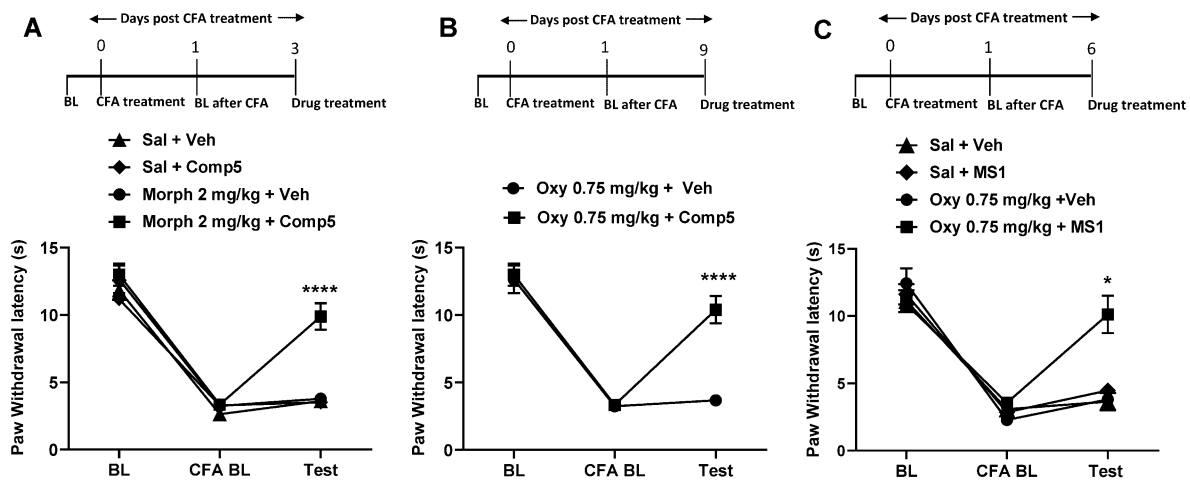 A
Days post CFA treatment
0 1 3
BL CFA treatment BL after CFA Drug treatment
Sal + Veh
Sal + Comp5
Morph 2 mg/kg + Veh
Morph 2 mg/kg + Comp5
Paw Withdrawal latency (s)
15
10
5
0
****
BL CFA BL Test
B
Days post CFA treatment
0 1 9
BL CFA treatment BL after CFA Drug treatment
Oxy 0.75 mg/kg + Veh
Oxy 0.75 mg/kg + Comp5
Paw Withdrawal latency (s)
15
10
5
0
****
BL CFA BL Test
C
Days post CFA treatment
0 1 6
BL CFA treatment BL after CFA Drug treatment
Sal + Veh
Sal + MS1
Oxy 0.75 mg/kg +Veh
Oxy 0.75 mg/kg + MS1
Paw Withdrawal latency (s)
15
10
5
0
*
BL CFA BL Test